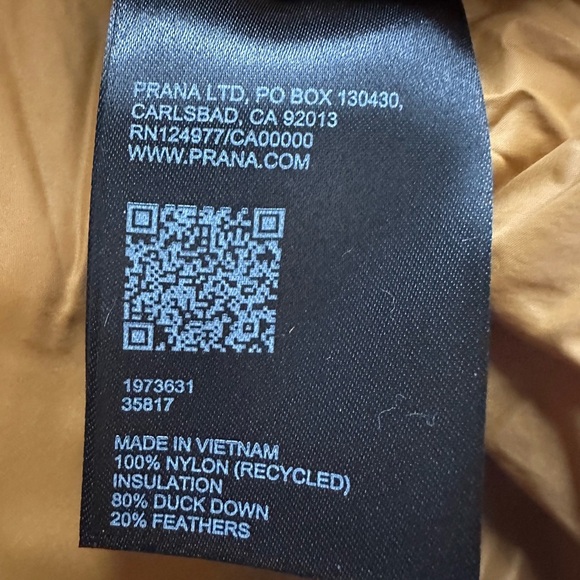 PRANA LTD, PO BOX 130430,
CARLSBAD, CA 92013
RN124977/CA00000
WWW.PRANA.COM
1973631
35817
MADE IN VIETNAM
100% NYLON (RECYCLED)
INSULATION
80% DUCK DOWN
20% FEATHERS